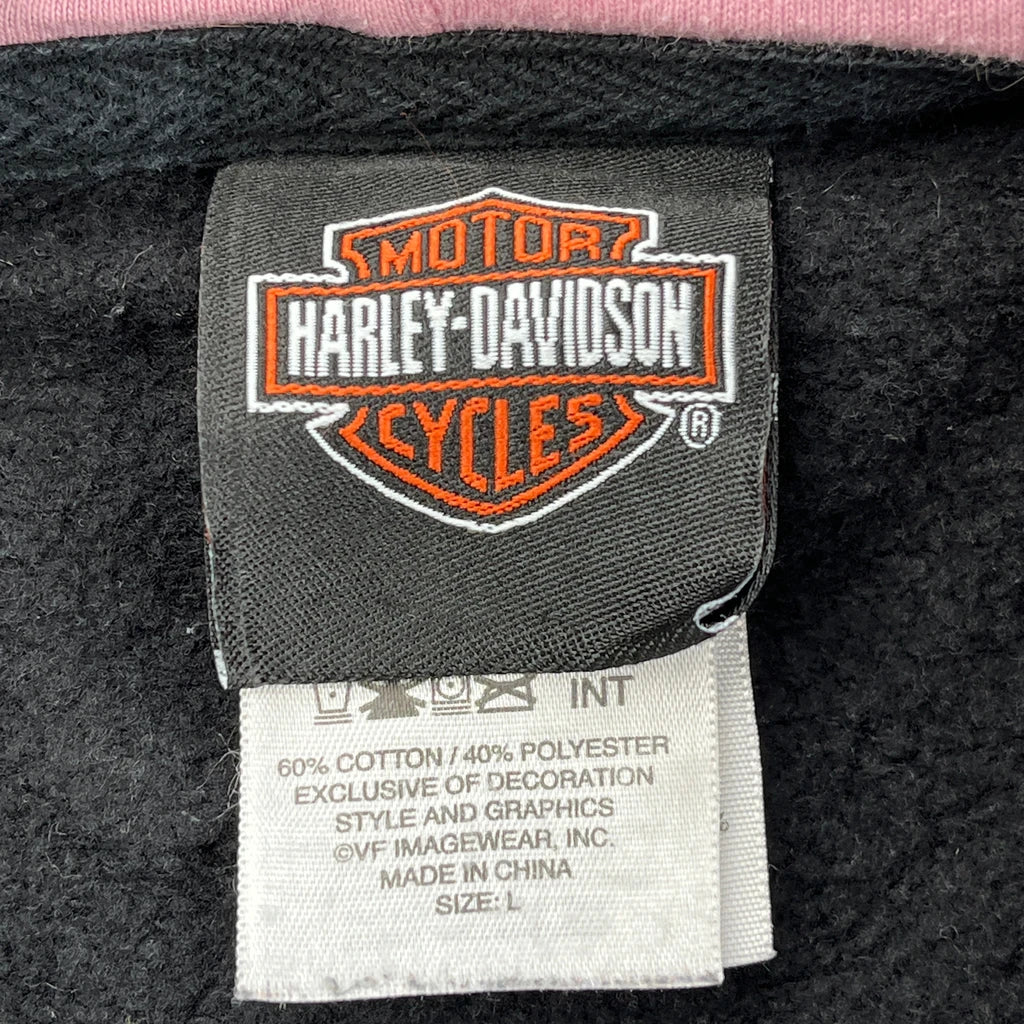 MOTOR
HARLEY-DAVIDSON
CYCLES
®
INT
60% COTTON / 40% POLYESTER
EXCLUSIVE OF DECORATION
STYLE AND GRAPHICS
©VF IMAGEWEAR, INC.
MADE IN CHINA
SIZE: L